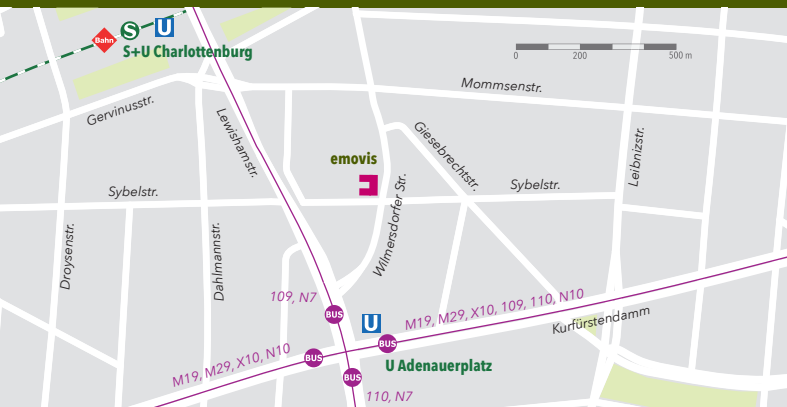 Bahn
S
U
S+U Charlottenburg
0
200
500 m
Mommsenstr.
Gervinusstr.
Lewishamstr.
Giesebrechtstr.
Leibnizstr.
emovis
Sybelstr.
Sybelstr.
Wilmersdorfer Str.
Droysenstr.
Dahlmannstr.
109, N7
BUS
U
M19, M29, X10, 109, 110, N10
Kurfürstendamm
BUS
M19, M29, X10, N10
BUS
U Adenauerplatz
BUS
110, N7